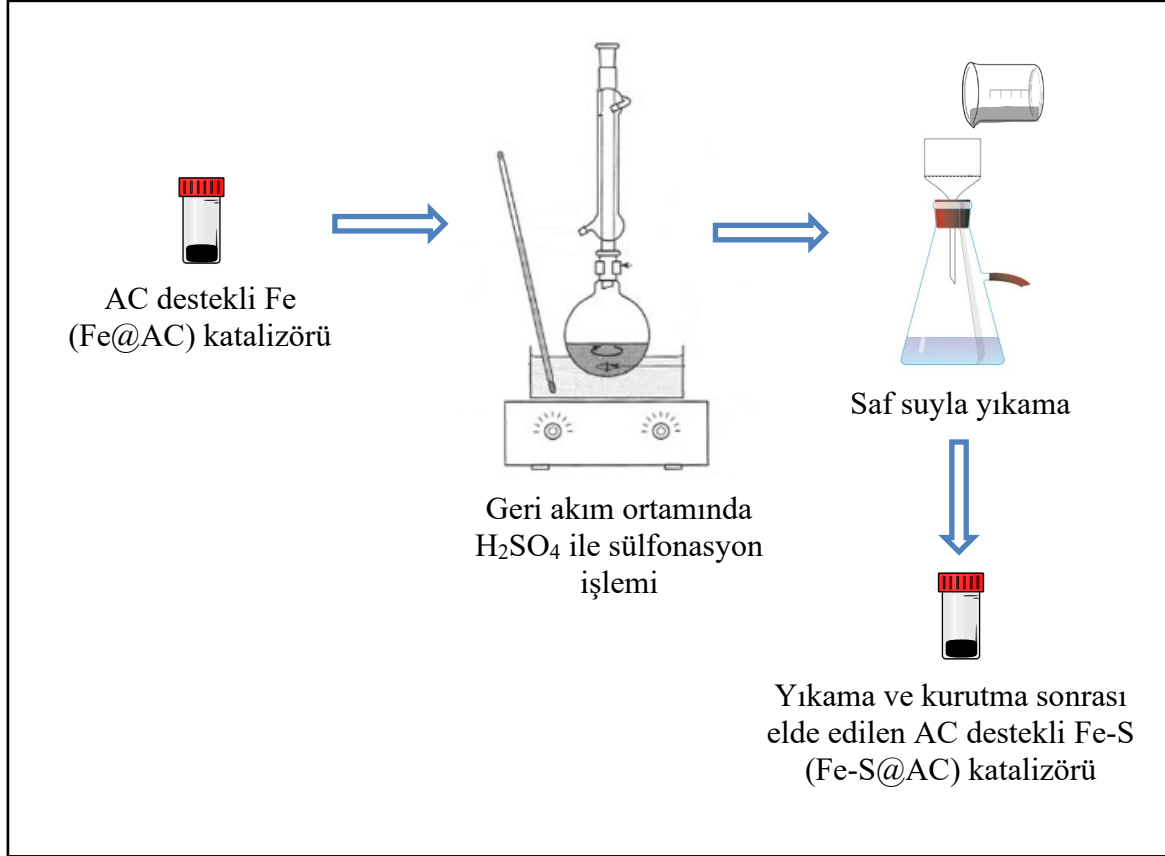 AC destekli Fe
(Fe@AC) katalizörü
Geri akım ortamında
H₂SO₄ ile sülfonasyon
işlemi
Saf suyla yıkama
Yıkama ve kurutma sonrası
elde edilen AC destekli Fe-S
(Fe-S@AC) katalizörü